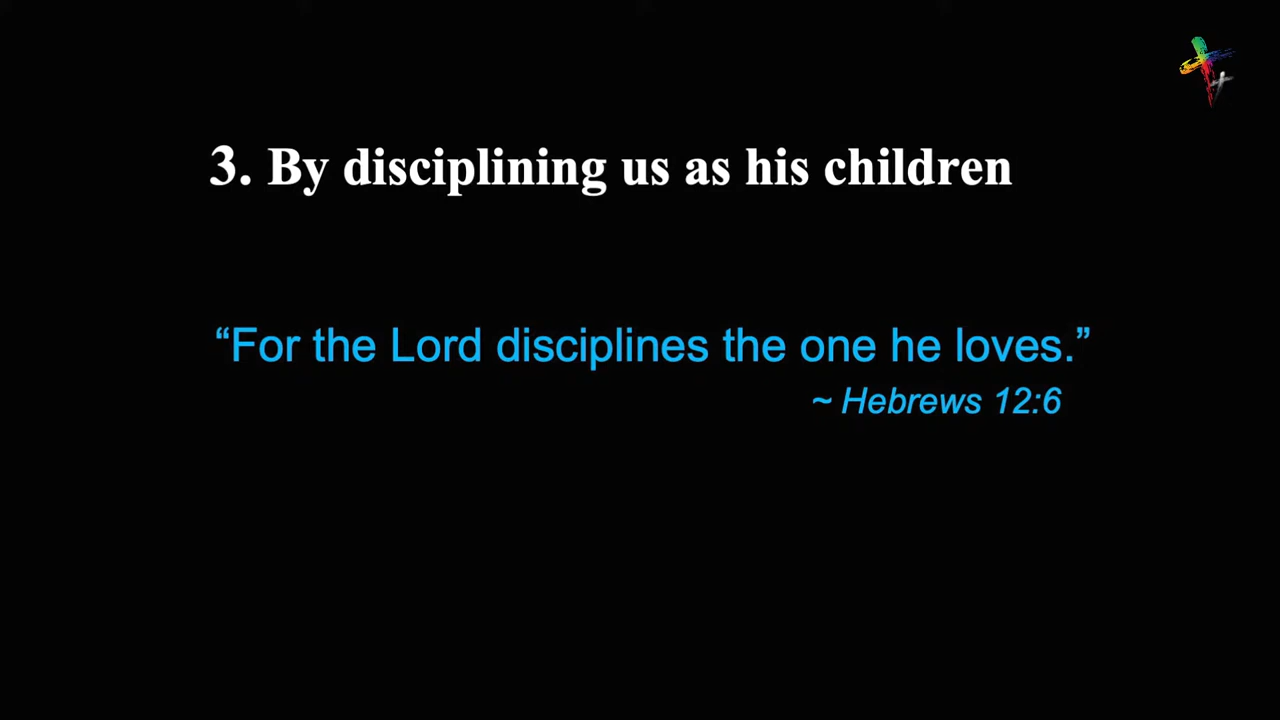 3. By disciplining us as his children
“For the Lord disciplines the one he loves.”
~ Hebrews 12:6